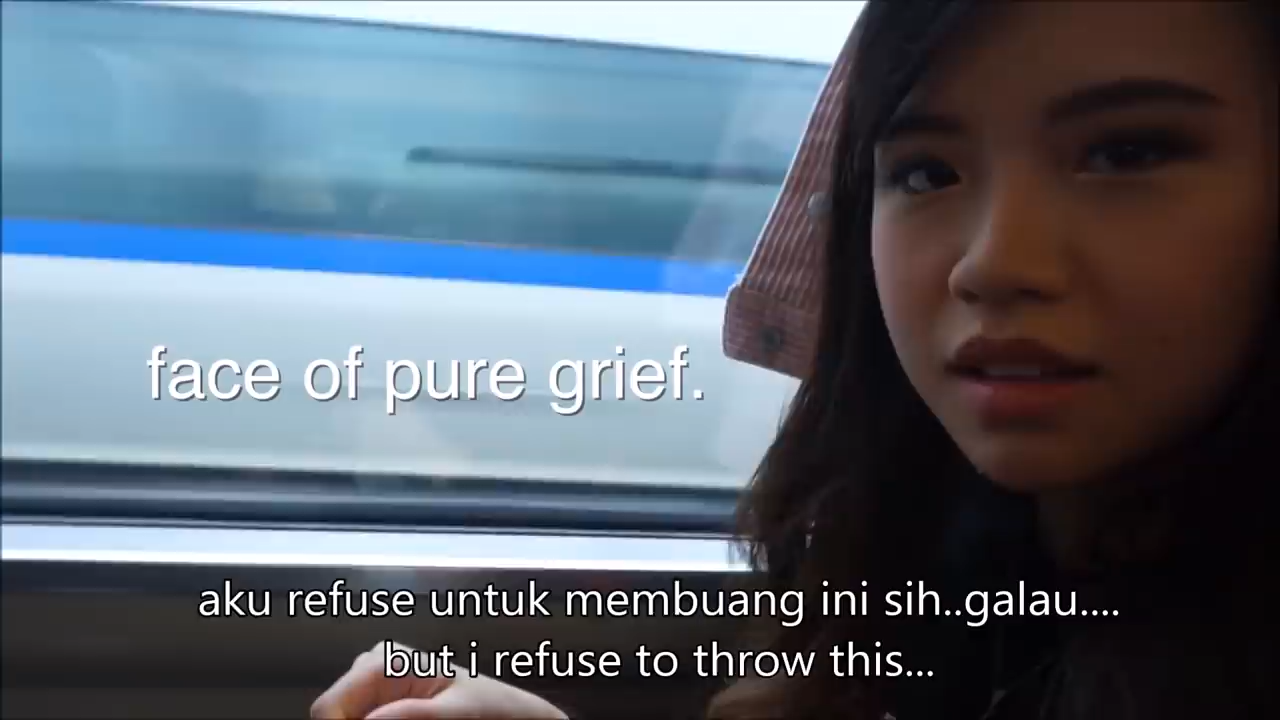 face of pure grief.
aku refuse untuk membuang ini sih..galau....
but i refuse to throw this...